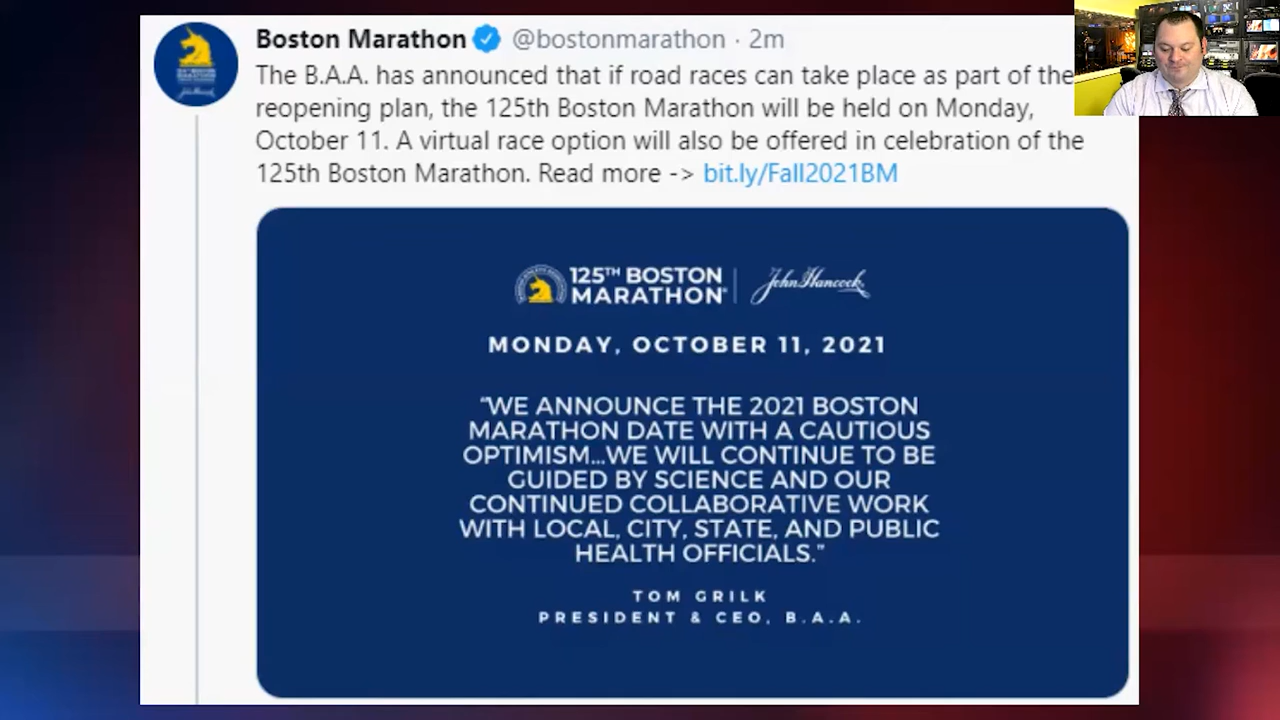 Boston Marathon @bostonmarathon · 2m
The B.A.A. has announced that if road races can take place as part of the
reopening plan, the 125th Boston Marathon will be held on Monday,
October 11. A virtual race option will also be offered in celebration of the
125th Boston Marathon. Read more -> bit.ly/Fall2021BM
125TH BOSTON
MARATHON®
John Hancock
MONDAY, OCTOBER 11, 2021
“WE ANNOUNCE THE 2021 BOSTON
MARATHON DATE WITH A CAUTIOUS
OPTIMISM...WE WILL CONTINUE TO BE
GUIDED BY SCIENCE AND OUR
CONTINUED COLLABORATIVE WORK
WITH LOCAL, CITY, STATE, AND PUBLIC
HEALTH OFFICIALS.”
TOM GRILK
PRESIDENT & CEO, B.A.A.